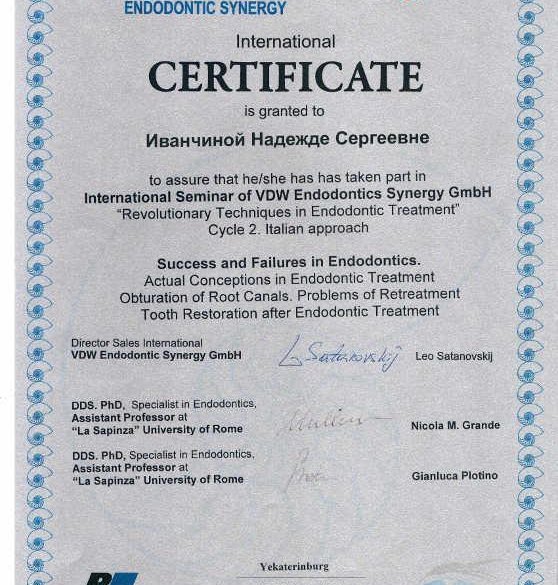 ENDODONTIC SYNERGY
International
CERTIFICATE
is granted to
Иванчиной Надежде Сергеевне
to assure that he/she has has taken part in
International Seminar of VDW Endodontics Synergy GmbH
“Revolutionary Techniques in Endodontic Treatment”
Cycle 2. Italian approach
Success and Failures in Endodontics.
Actual Conceptions in Endodontic Treatment
Obturation of Root Canals. Problems of Retreatment
Tooth Restoration after Endodontic Treatment
Director Sales International
VDW Endodontic Synergy GmbH
L Satanovskij
Leo Satanovskij
DDS. PhD, Specialist in Endodontics,
Assistant Professor at
“La Sapinza” University of Rome
Nicola M. Grande
DDS. PhD, Specialist in Endodontics,
Assistant Professor at
“La Sapinza” University of Rome
Gianluca Plotino
Yekaterinburg